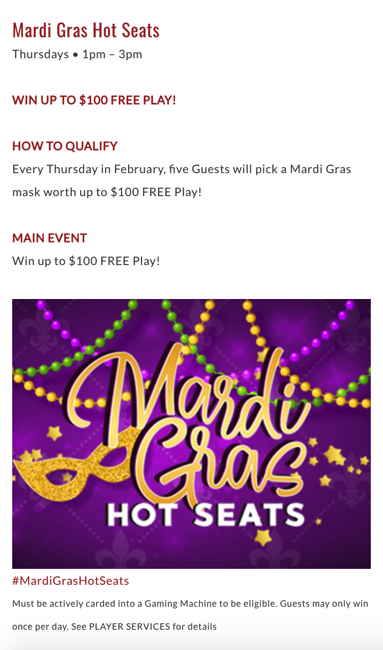 Mardi Gras Hot Seats
Thursdays • 1pm – 3pm
WIN UP TO $100 FREE PLAY!
HOW TO QUALIFY
Every Thursday in February, five Guests will pick a Mardi Gras
mask worth up to $100 FREE Play!
MAIN EVENT
Win up to $100 FREE Play!
Mardi
Gras
HOT SEATS
#MardiGrasHotSeats
Must be actively carded into a Gaming Machine to be eligible. Guests may only win
once per day. See PLAYER SERVICES for details